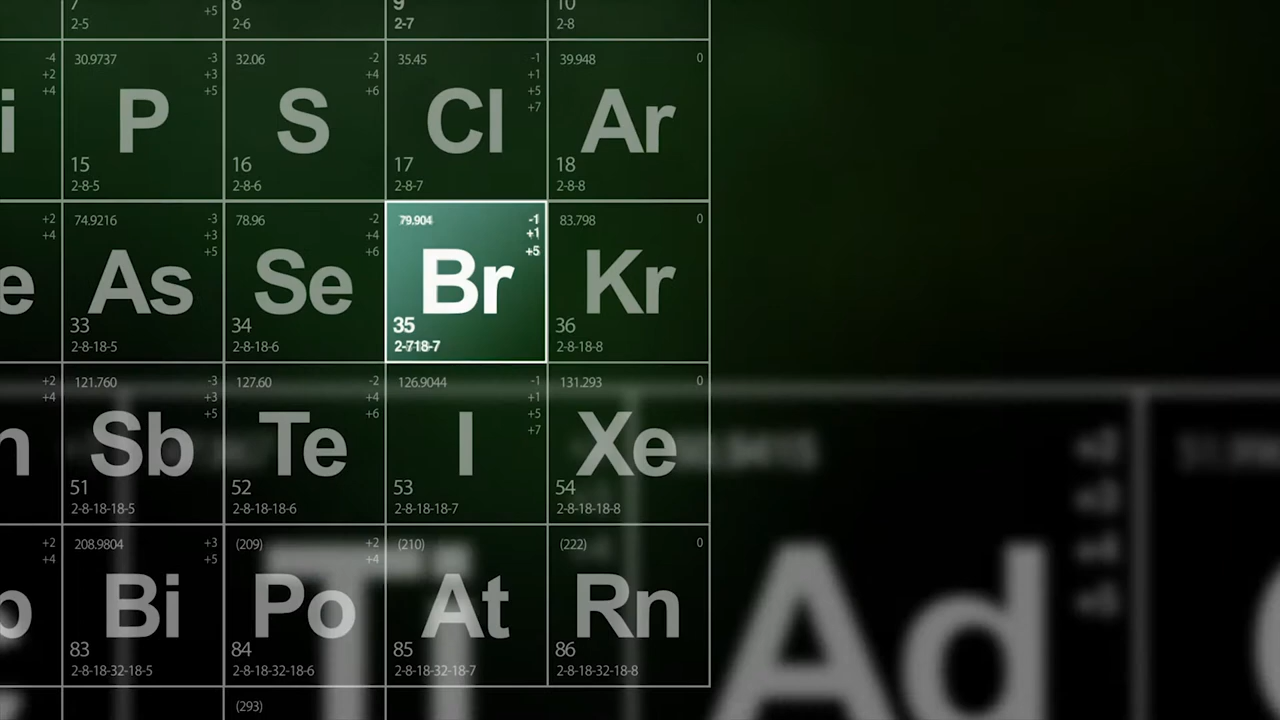 7 +5 8 9 10
2-5 2-6 2-7 2-8
-4 30.9737 -3 32.06 -2 35.45 -1 39.948 0
+2 +3 +4 +1
+4 +5 +6 +5
+7
i P S Cl Ar
15 16 17 18
2-8-5 2-8-6 2-8-7 2-8-8
+2 74.9216 -3 78.96 -2 79.904 -1 83.798 0
+4 +3 +4 +1
+5 +6 +5
e As Se Br Kr
33 34 35 36
2-8-18-5 2-8-18-6 2-718-7 2-8-18-8
+2 121.760 -3 127.60 -2 126.9044 -1 131.293 0
+4 +3 +4 +1
+5 +6 +5
+7
n Sb Te I Xe
51 52 53 54
2-8-18-18-5 2-8-18-18-6 2-8-18-18-7 2-8-18-18-8
+2 208.9804 +3 (209) +2 (210) (222) 0
+4 +5 +4
Bi Po At Rn
83 84 85 86
2-8-18-32-18-5 2-8-18-32-18-6 2-8-18-32-18-7 2-8-18-32-18-8
(293)
Ti Ad